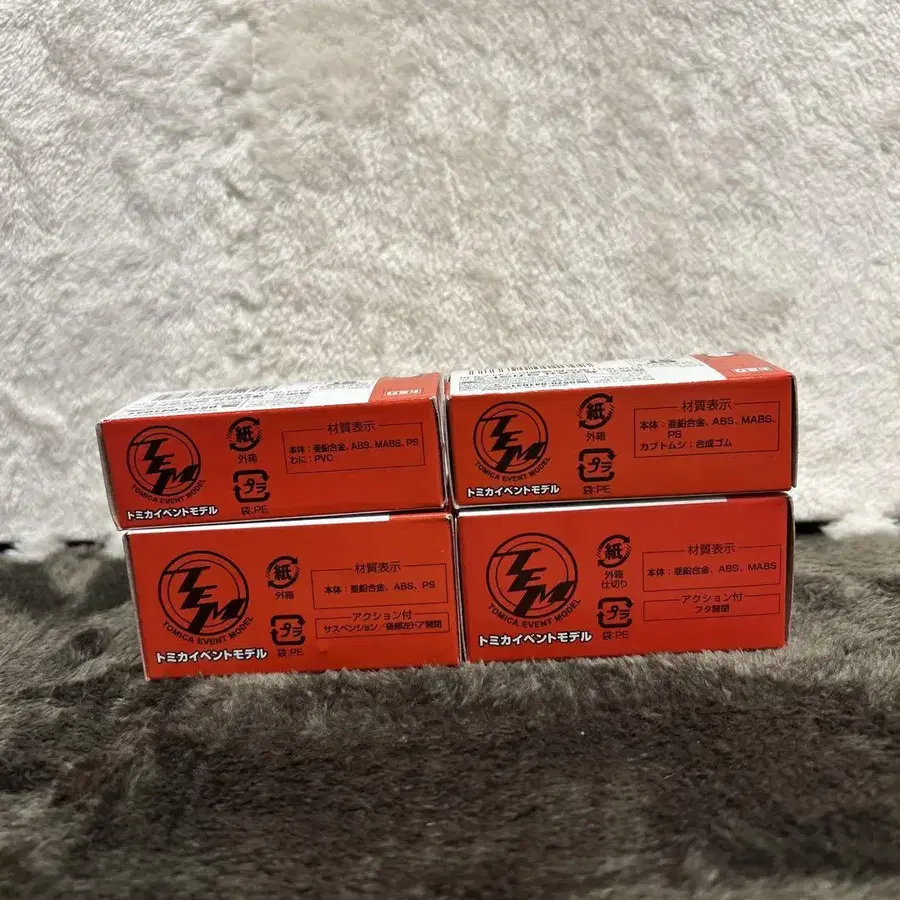 TEM
TOMICA EVENT MODEL
トミカイベントモデル
紙
外箱
プラ
袋:PE
材質表示
本体：亜鉛合金、ABS、MABS、PS
わに：PVC
TEM
TOMICA EVENT MODEL
トミカイベントモデル
紙
外箱
プラ
袋:PE
材質表示
本体：亜鉛合金、ABS、MABS、
PS
カブトムシ：合成ゴム
TEM
TOMICA EVENT MODEL
トミカイベントモデル
紙
外箱
プラ
袋:PE
材質表示
本体：亜鉛合金、ABS、PS
アクション付
サスペンション／後部左ドア開閉
TEM
TOMICA EVENT MODEL
トミカイベントモデル
紙
外箱
仕切り
プラ
袋:PE
材質表示
本体：亜鉛合金、ABS、MABS
アクション付
フタ開閉